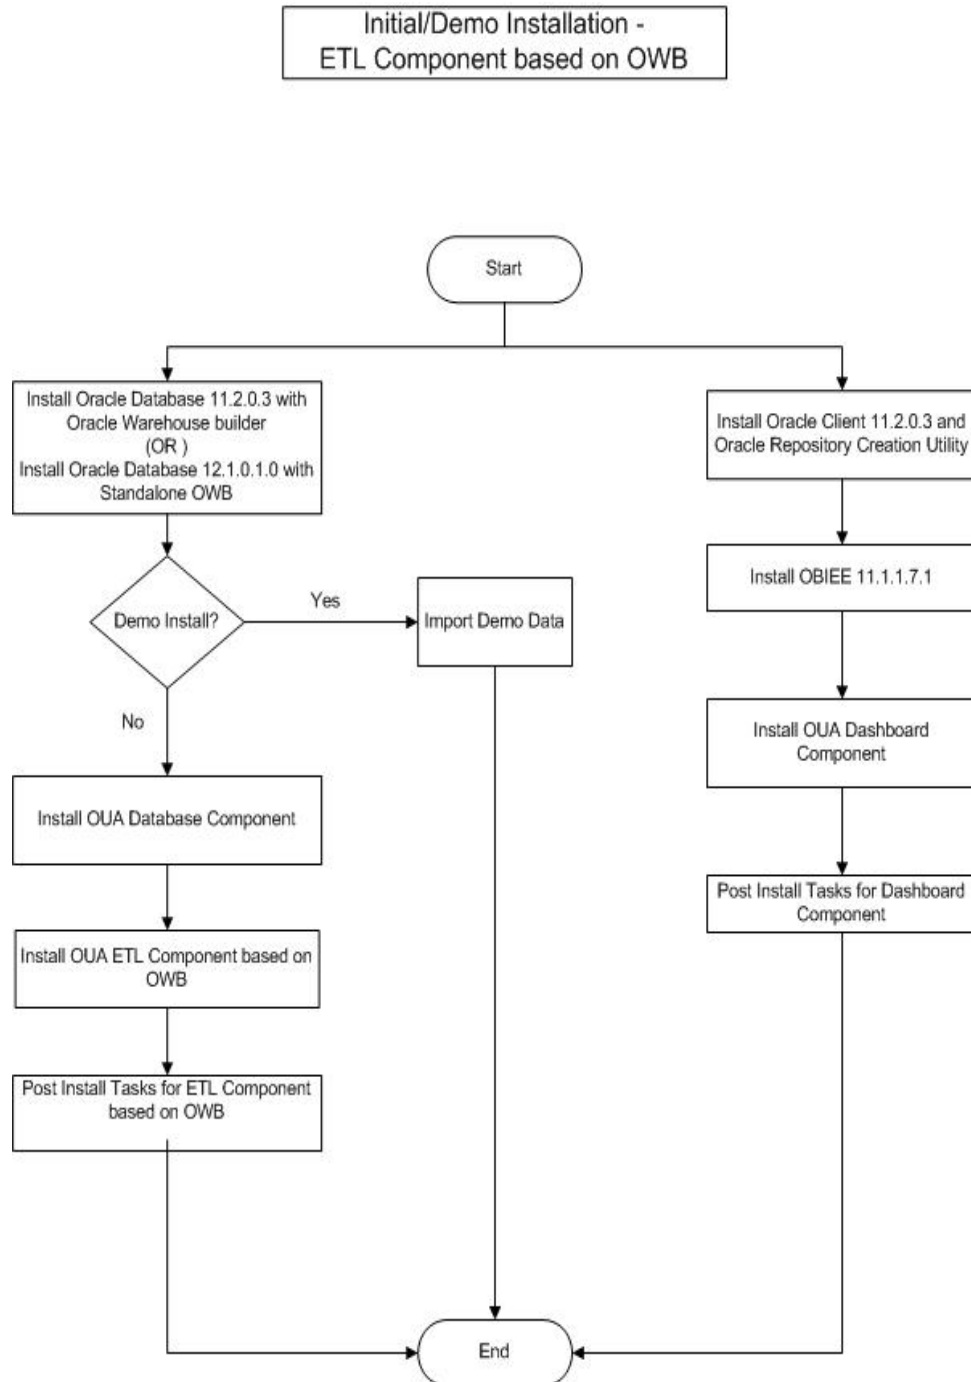 Initial/Demo Installation -
ETL Component based on OWB
Start
Install Oracle Database 11.2.0.3 with
Oracle Warehouse builder
(OR )
Install Oracle Database 12.1.0.1.0 with
Standalone OWB
Install Oracle Client 11.2.0.3 and
Oracle Repository Creation Utility
Demo Install?
Yes
Import Demo Data
Install OBIEE 11.1.1.7.1
No
Install OUA Dashboard
Component
Install OUA Database Component
Post Install Tasks for Dashboard
Component
Install OUA ETL Component based on
OWB
Post Install Tasks for ETL Component
based on OWB
End